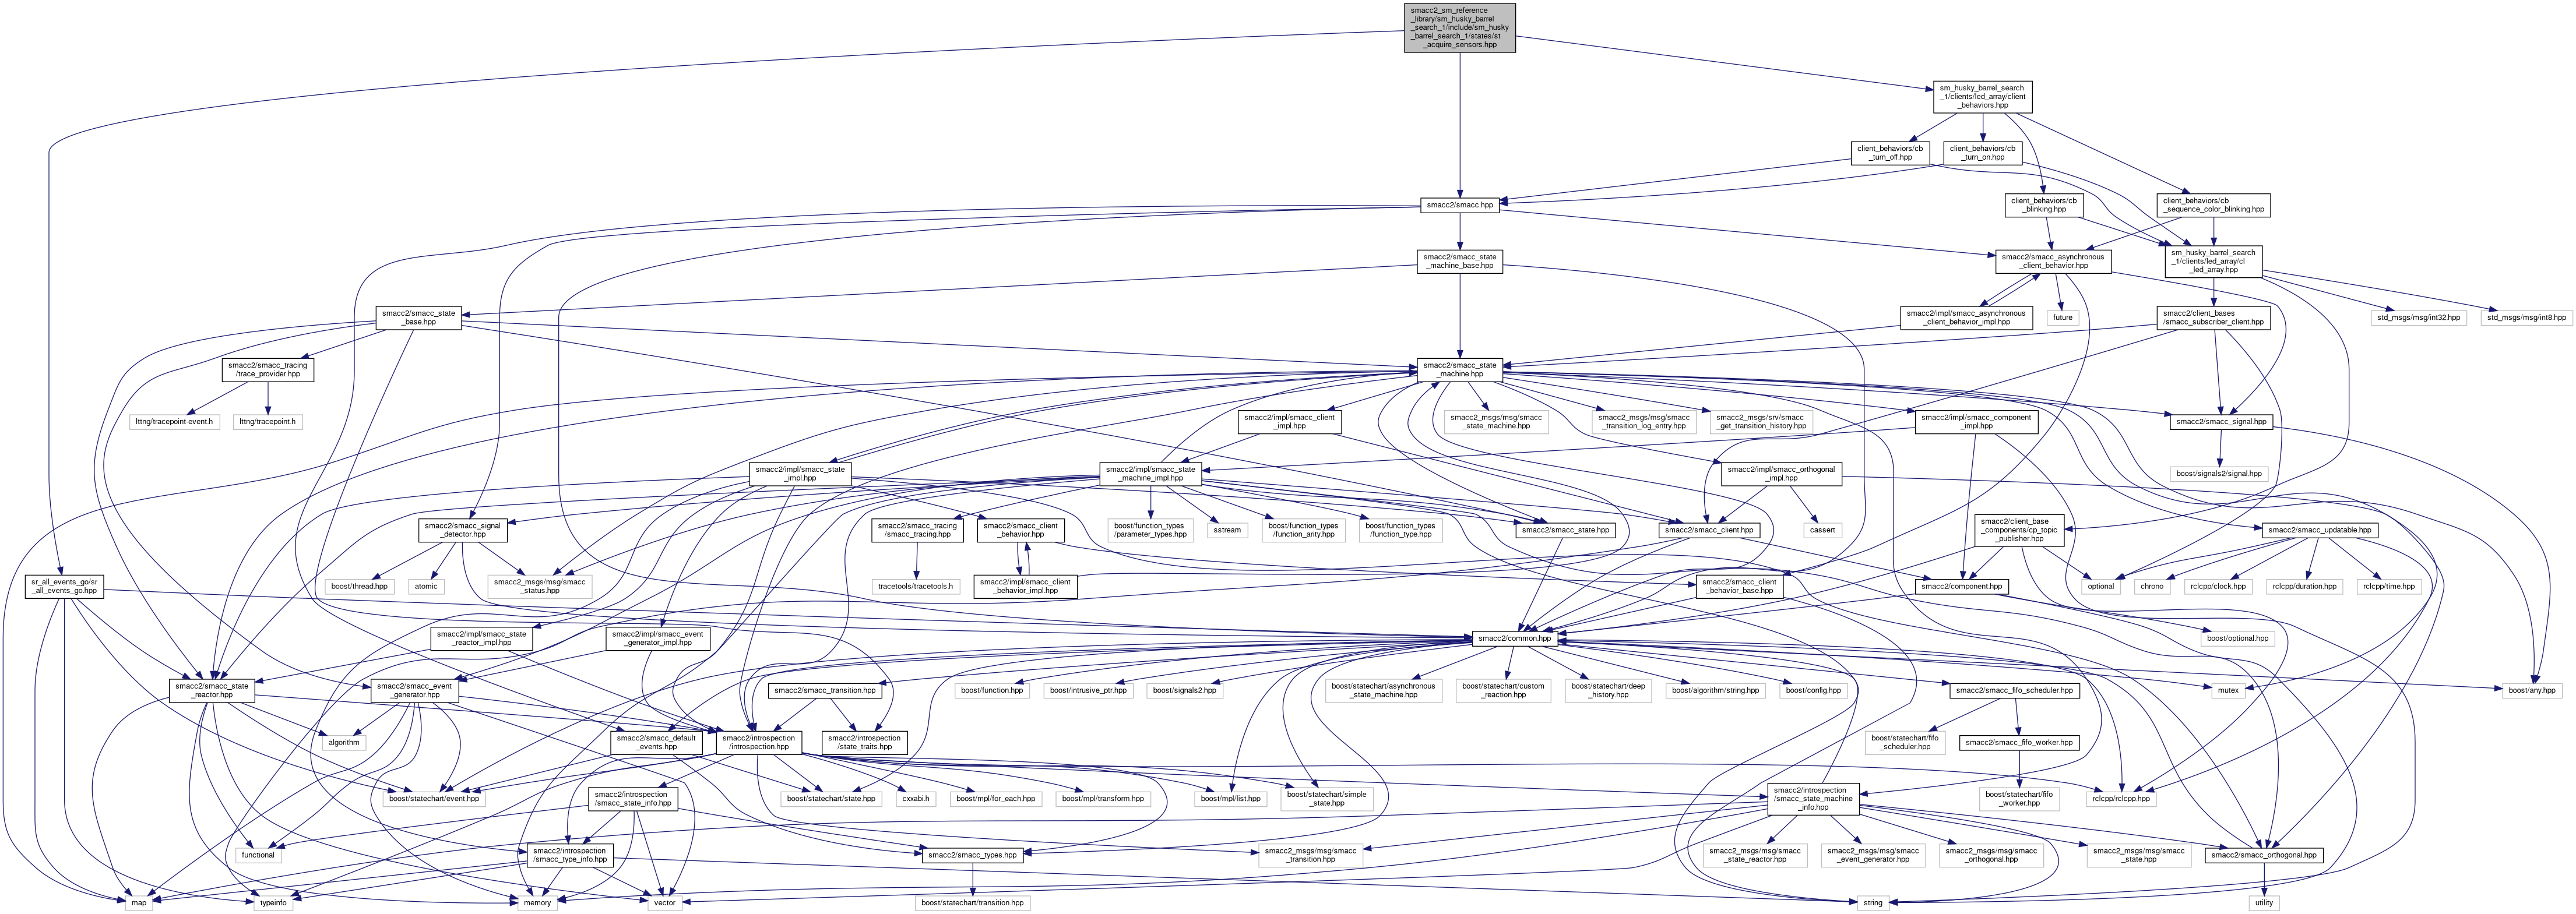 smacc2_sm_reference
_library/sm_husky_barrel
_search_1/include/sm_husky
_barrel_search_1/states/st
_acquire_sensors.hpp
sm_husky_barrel_search
_1/clients/led_array/client
_behaviors.hpp
client_behaviors/cb
_turn_off.hpp
client_behaviors/cb
_turn_on.hpp
smacc2/smacc.hpp
client_behaviors/cb
_blinking.hpp
client_behaviors/cb
_sequence_color_blinking.hpp
smacc2/smacc_state
_machine_base.hpp
smacc2/smacc_asynchronous
_client_behavior.hpp
sm_husky_barrel_search
_1/clients/led_array/cl
_led_array.hpp
smacc2/smacc_state
_base.hpp
smacc2/impl/smacc_asynchronous
_client_behavior_impl.hpp
future
smacc2/client_bases
/smacc_subscriber_client.hpp
std_msgs/msg/int32.hpp
std_msgs/msg/int8.hpp
smacc2/smacc_tracing
/trace_provider.hpp
smacc2/smacc_state
_machine.hpp
lttng/tracepoint-event.h
lttng/tracepoint.h
smacc2/impl/smacc_client
_impl.hpp
smacc2_msgs/msg/smacc
_state_machine.hpp
smacc2_msgs/msg/smacc
_transition_log_entry.hpp
smacc2_msgs/srv/smacc
_get_transition_history.hpp
smacc2/impl/smacc_component
_impl.hpp
smacc2/smacc_signal.hpp
smacc2/impl/smacc_state
_impl.hpp
smacc2/impl/smacc_state
_machine_impl.hpp
smacc2/impl/smacc_orthogonal
_impl.hpp
boost/signals2/signal.hpp
smacc2/smacc_signal
_detector.hpp
smacc2/smacc_tracing
/smacc_tracing.hpp
smacc2/smacc_client
_behavior.hpp
boost/function_types
/parameter_types.hpp
sstream
boost/function_types
/function_arity.hpp
boost/function_types
/function_type.hpp
smacc2/smacc_state.hpp
smacc2/smacc_client.hpp
cassert
smacc2/client_base
_components/cp_topic
_publisher.hpp
smacc2/smacc_updatable.hpp
sr_all_events_go/sr
_all_events_go.hpp
boost/thread.hpp
atomic
smacc2_msgs/msg/smacc
_status.hpp
tracetools/tracetools.h
smacc2/impl/smacc_client
_behavior_impl.hpp
smacc2/smacc_client
_behavior_base.hpp
smacc2/component.hpp
optional
chrono
rclcpp/clock.hpp
rclcpp/duration.hpp
rclcpp/time.hpp
smacc2/impl/smacc_state
_reactor_impl.hpp
smacc2/impl/smacc_event
_generator_impl.hpp
smacc2/common.hpp
boost/optional.hpp
smacc2/smacc_state
_reactor.hpp
smacc2/smacc_event
_generator.hpp
smacc2/smacc_transition.hpp
boost/function.hpp
boost/intrusive_ptr.hpp
boost/signals2.hpp
boost/statechart/asynchronous
_state_machine.hpp
boost/statechart/custom
_reaction.hpp
boost/statechart/deep
_history.hpp
boost/algorithm/string.hpp
boost/config.hpp
smacc2/smacc_fifo_scheduler.hpp
mutex
boost/any.hpp
algorithm
smacc2/smacc_default
_events.hpp
smacc2/introspection
/introspection.hpp
smacc2/introspection
/state_traits.hpp
boost/statechart/fifo
_scheduler.hpp
smacc2/smacc_fifo_worker.hpp
boost/statechart/event.hpp
smacc2/introspection
/smacc_state_info.hpp
boost/statechart/state.hpp
cxxabi.h
boost/mpl/for_each.hpp
boost/mpl/transform.hpp
boost/mpl/list.hpp
boost/statechart/simple
_state.hpp
smacc2/introspection
/smacc_state_machine
_info.hpp
boost/statechart/fifo
_worker.hpp
rclcpp/rclcpp.hpp
functional
smacc2/introspection
/smacc_type_info.hpp
smacc2/smacc_types.hpp
smacc2_msgs/msg/smacc
_transition.hpp
smacc2_msgs/msg/smacc
_state_reactor.hpp
smacc2_msgs/msg/smacc
_event_generator.hpp
smacc2_msgs/msg/smacc
_orthogonal.hpp
smacc2_msgs/msg/smacc
_state.hpp
smacc2/smacc_orthogonal.hpp
map
typeinfo
memory
vector
boost/statechart/transition.hpp
string
utility